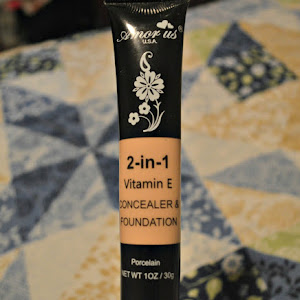 Amor us
U.S.A.
2-in-1
Vitamin E
CONCEALER &
FOUNDATION
Porcelain
NET WT 1OZ/ 30g